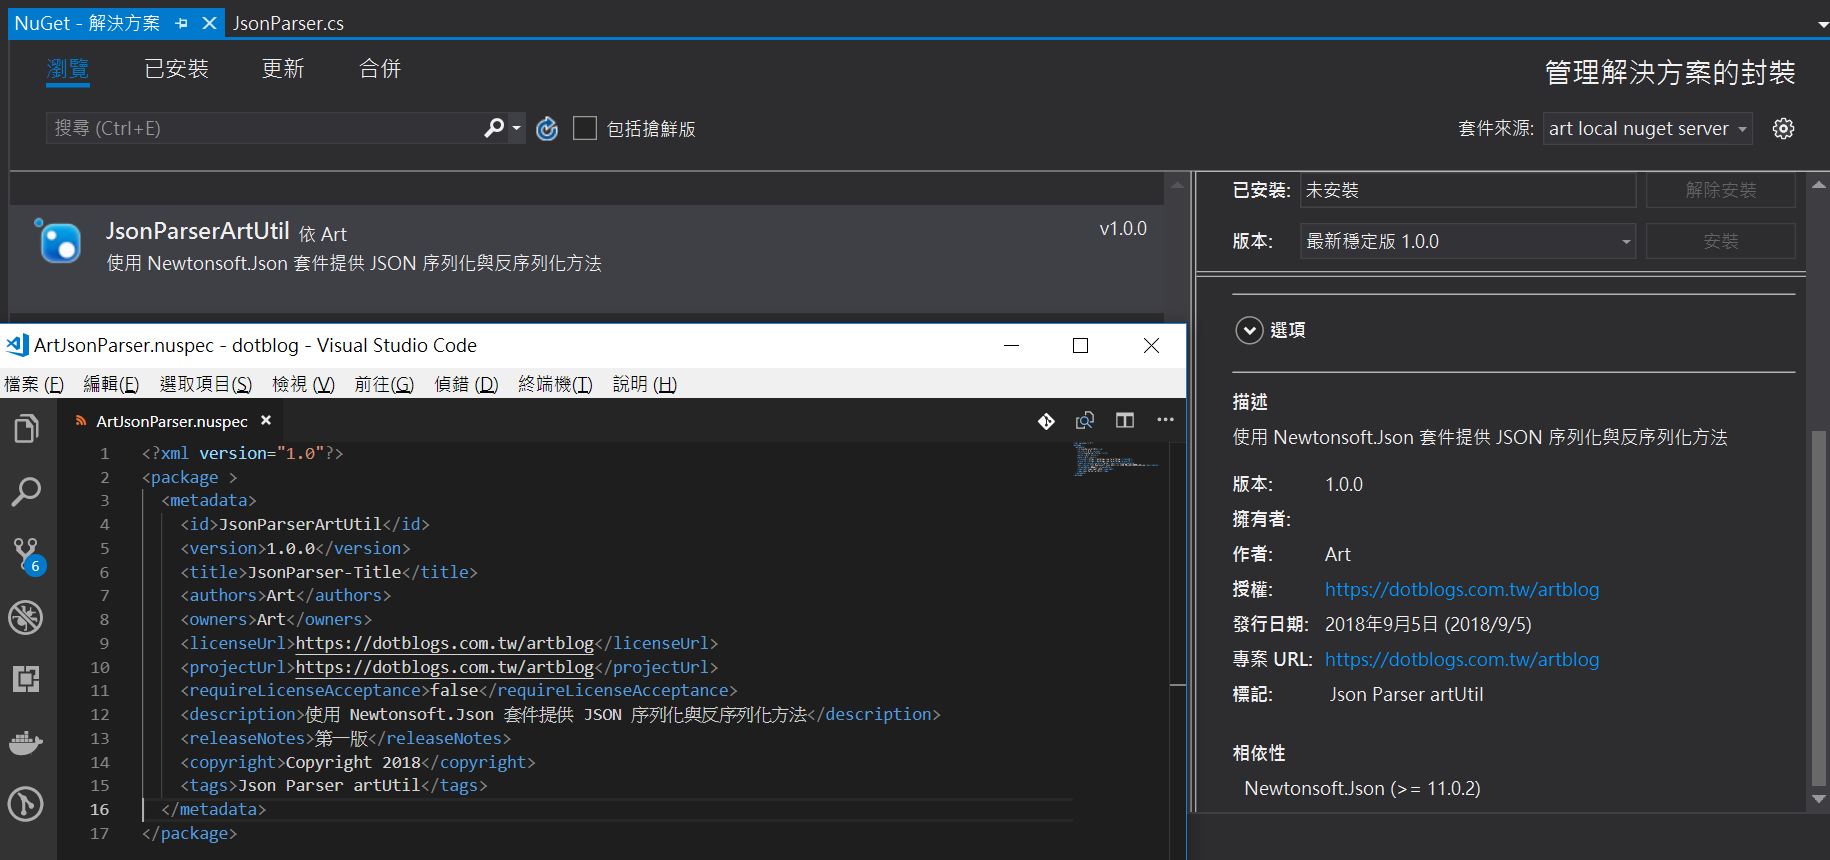 NuGet - 解決方案
JsonParser.cs
瀏覽 已安裝 更新 合併
管理解決方案的封裝
搜尋 (Ctrl+E)
包括搶鮮版
套件來源: art local nuget server
JsonParserArtUtil 依 Art
v1.0.0
使用 Newtonsoft.Json 套件提供 JSON 序列化與反序列化方法
已安裝: 未安裝 解除安裝
版本: 最新穩定版 1.0.0 安裝
選項
描述
使用 Newtonsoft.Json 套件提供 JSON 序列化與反序列化方法
版本: 1.0.0
擁有者:
作者: Art
授權: https://dotblogs.com.tw/artblog
發行日期: 2018年9月5日 (2018/9/5)
專案 URL: https://dotblogs.com.tw/artblog
標記: Json Parser artUtil
相依性
Newtonsoft.Json (>= 11.0.2)
ArtJsonParser.nuspec - dotblog - Visual Studio Code
檔案 (F) 編輯(E) 選取項目(S) 檢視 (V) 前往(G) 偵錯 (D) 終端機(T) 說明 (H)
ArtJsonParser.nuspec
6
1 <?xml version="1.0"?>
2 <package >
3 <metadata>
4 <id>JsonParserArtUtil</id>
5 <version>1.0.0</version>
6 <title>JsonParser-Title</title>
7 <authors>Art</authors>
8 <owners>Art</owners>
9 <licenseUrl>https://dotblogs.com.tw/artblog</licenseUrl>
10 <projectUrl>https://dotblogs.com.tw/artblog</projectUrl>
11 <requireLicenseAcceptance>false</requireLicenseAcceptance>
12 <description>使用 Newtonsoft.Json 套件提供 JSON 序列化與反序列化方法</description>
13 <releaseNotes>第一版</releaseNotes>
14 <copyright>Copyright 2018</copyright>
15 <tags>Json Parser artUtil</tags>
16 </metadata>
17 </package>